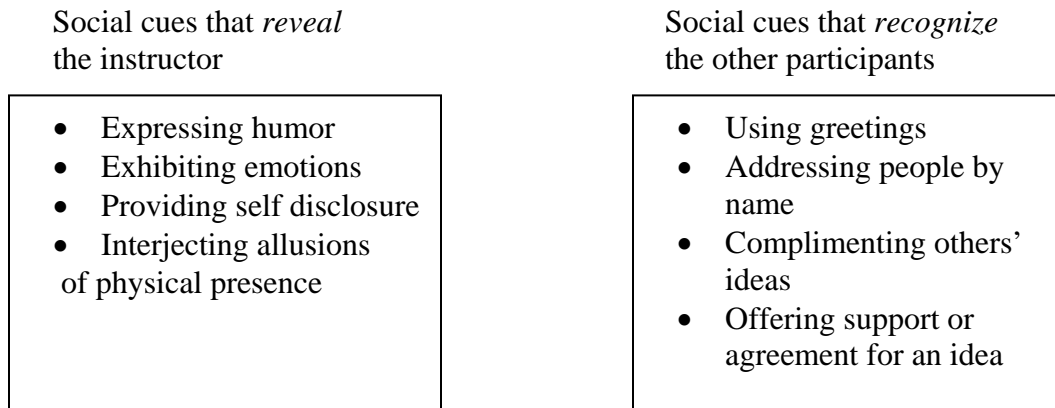 Social cues that reveal
the instructor
• Expressing humor
• Exhibiting emotions
• Providing self disclosure
• Interjecting allusions
of physical presence
Social cues that recognize
the other participants
• Using greetings
• Addressing people by
name
• Complimenting others’
ideas
• Offering support or
agreement for an idea